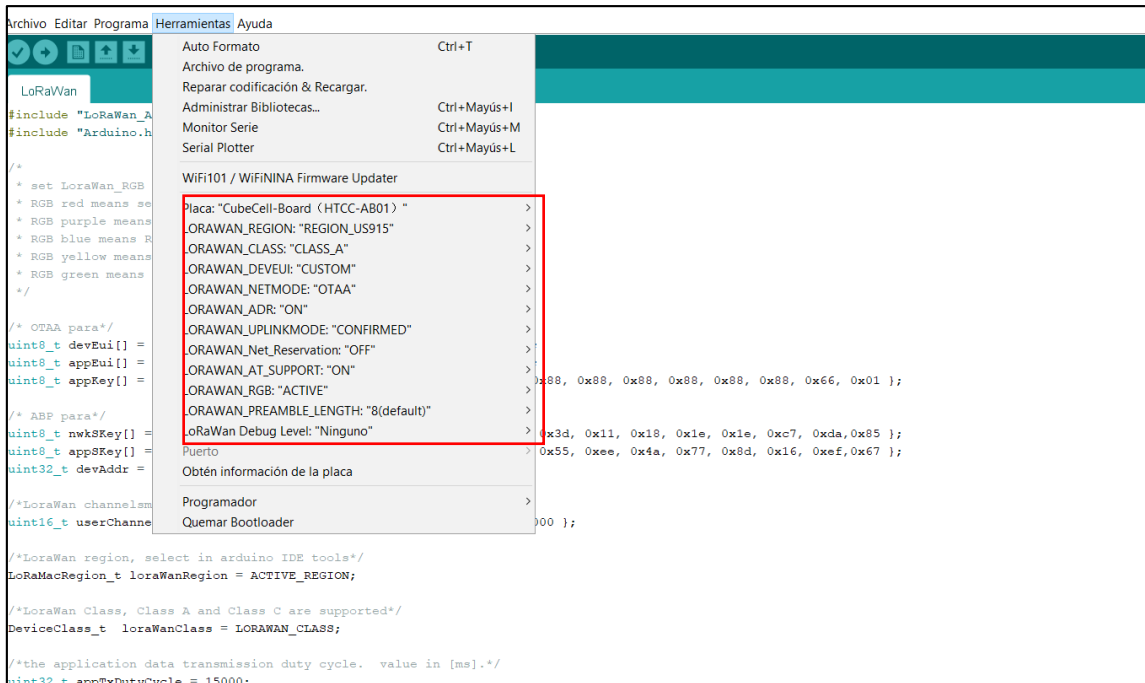 Archivo Editar Programa Herramientas Ayuda
Auto Formato Ctrl+T
Archivo de programa.
Reparar codificación & Recargar.
Administrar Bibliotecas... Ctrl+Mayús+I
Monitor Serie Ctrl+Mayús+M
Serial Plotter Ctrl+Mayús+L
WiFi101 / WiFiNINA Firmware Updater
Placa: "CubeCell-Board（HTCC-AB01）"
LORAWAN_REGION: "REGION_US915"
LORAWAN_CLASS: "CLASS_A"
LORAWAN_DEVEUI: "CUSTOM"
LORAWAN_NETMODE: "OTAA"
LORAWAN_ADR: "ON"
LORAWAN_UPLINKMODE: "CONFIRMED"
LORAWAN_Net_Reservation: "OFF"
LORAWAN_AT_SUPPORT: "ON"
LORAWAN_RGB: "ACTIVE"
LORAWAN_PREAMBLE_LENGTH: "8(default)"
LoRaWan Debug Level: "Ninguno"
Puerto
Obtén información de la placa
Programador
Quemar Bootloader
LoRaWan
#include "LoRaWan_A
#include "Arduino.h
/*
* set LoraWan_RGB
* RGB red means se
* RGB purple means
* RGB blue means R
* RGB yellow means
* RGB green means
*/
/* OTAA para*/
uint8_t devEui[] =
uint8_t appEui[] =
uint8_t appKey[] = 0x88, 0x88, 0x88, 0x88, 0x88, 0x88, 0x66, 0x01 };
/* ABP para*/
uint8_t nwkSKey[] = 0x3d, 0x11, 0x18, 0x1e, 0x1e, 0xc7, 0xda,0x85 };
uint8_t appSKey[] = 0x55, 0xee, 0x4a, 0x77, 0x8d, 0x16, 0xef,0x67 };
uint32_t devAddr =
/*LoraWan channelsm
uint16_t userChanne 000 };
/*LoraWan region, select in arduino IDE tools*/
LoRaMacRegion_t loraWanRegion = ACTIVE_REGION;
/*LoraWan Class, Class A and Class C are supported*/
DeviceClass_t loraWanClass = LORAWAN_CLASS;
/*the application data transmission duty cycle. value in [ms].*/
uint32_t appTxDutyCycle = 15000;